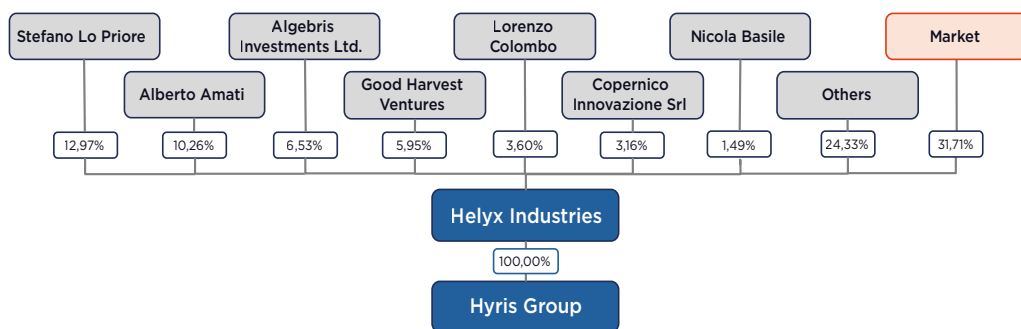 Stefano Lo Priore
Algebris
Investments Ltd.
Lorenzo
Colombo
Nicola Basile
Market
Alberto Amati
Good Harvest
Ventures
Copernico
Innovazione Srl
Others
12,97%
10,26%
6,53%
5,95%
3,60%
3,16%
1,49%
24,33%
31,71%
Helyx Industries
100,00%
Hyris Group